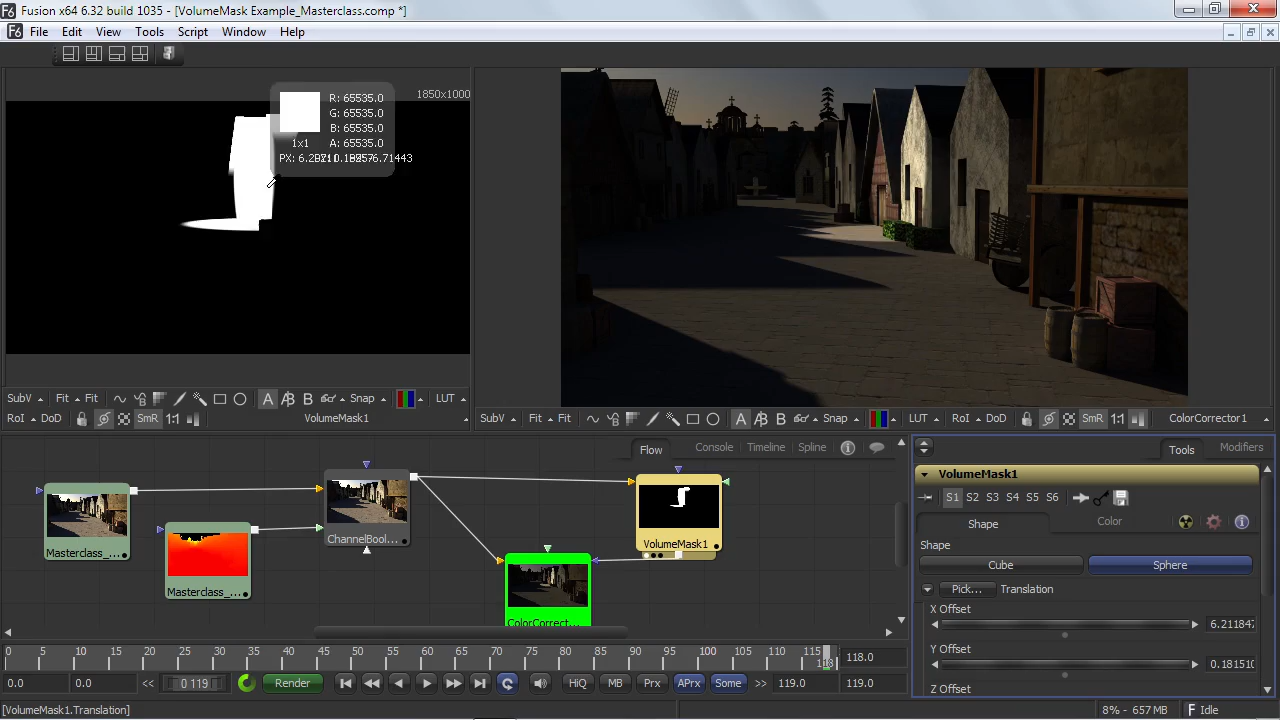 Fusion x64 6.32 build 1035 - [VolumeMask Example_Masterclass.comp *]
File Edit View Tools Script Window Help
1850x1000
R: 65535.0
G: 65535.0
B: 65535.0
A: 65535.0
1x1
SubV Fit Fit A B Snap LUT
RoI DoD SmR 1:1 VolumeMask1
SubV Fit Fit A B Snap LUT RoI DoD SmR 1:1 ColorCorrector1
Flow Console Timeline Spline
Tools Modifiers
Masterclass_...
Masterclass_...
ChannelBool...
VolumeMask1
ColorCorrect...
VolumeMask1
S1 S2 S3 S4 S5 S6
Shape Color
Shape
Cube Sphere
Pick... Translation
X Offset
6.211847
Y Offset
0.181510
Z Offset
0 5 10 15 20 25 30 35 40 45 50 55 60 65 70 75 80 85 90 95 100 105 110 115 118.0
0.0 0.0 << 0 119 Render HiQ MB Prx APrx Some >> 119.0 119.0
[VolumeMask1.Translation] 8% - 657 MB Idle